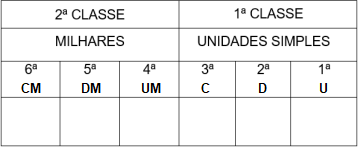 2ª CLASSE 1ª CLASSE
MILHARES UNIDADES SIMPLES
6ª 5ª 4ª 3ª 2ª 1ª
CM DM UM C D U